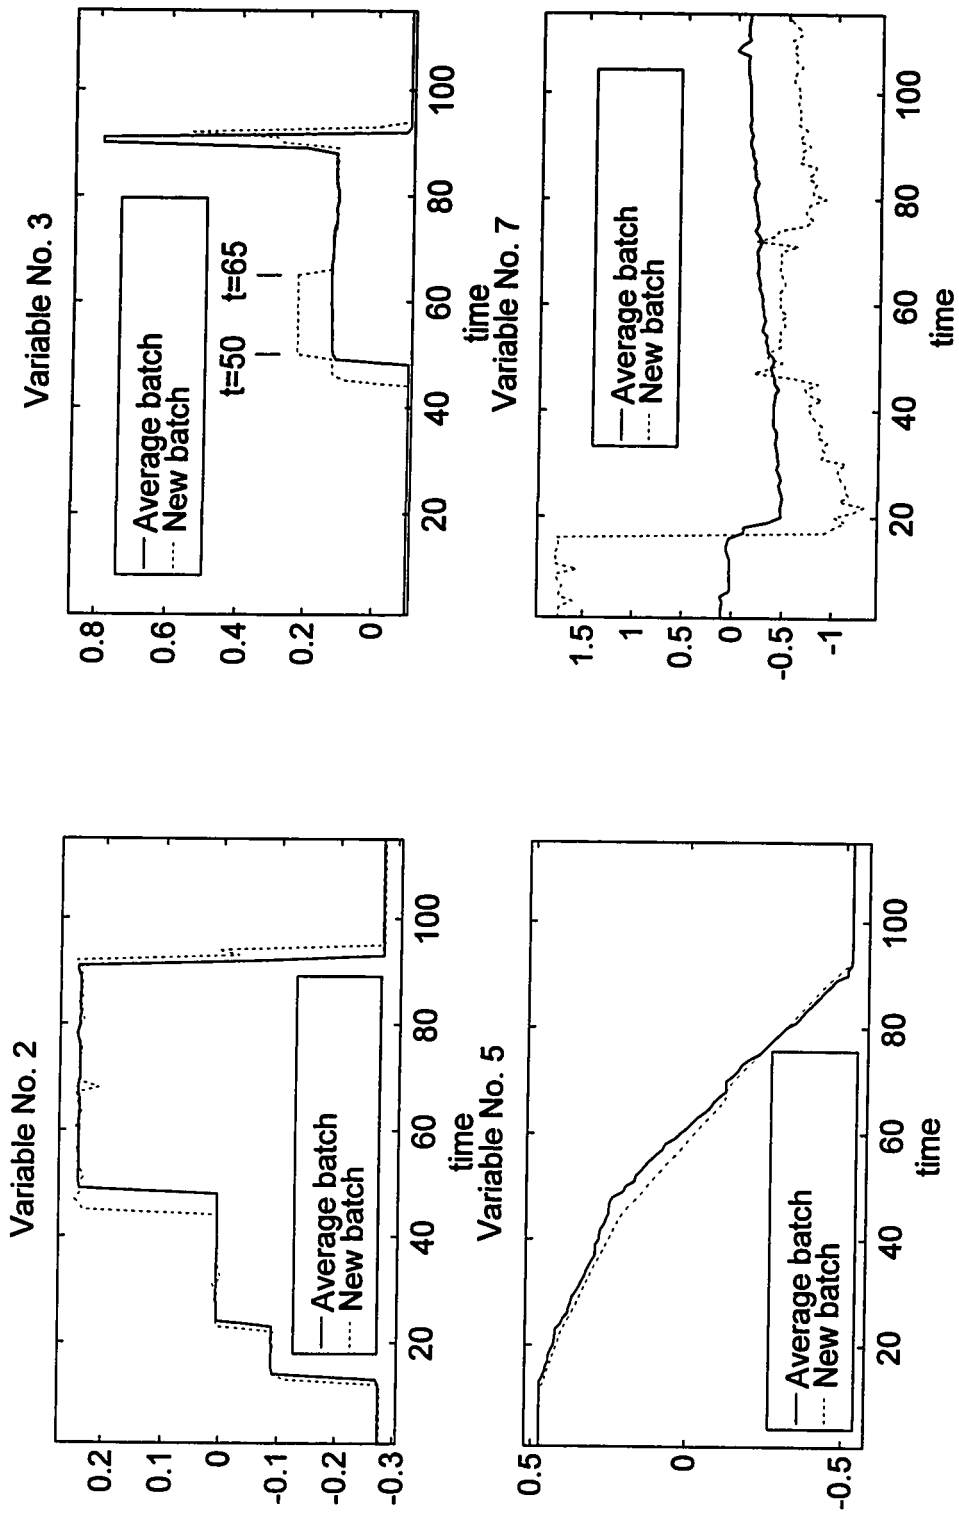 Variable No. 2
0.2
0.1
0
-0.1
-0.2
-0.3
20
40
60
80
100
Average batch
New batch
time
Variable No. 3
0.8
0.6
0.4
0.2
0
20
40
60
80
100
Average batch
New batch
t=50
t=65
time
Variable No. 5
0.5
0
-0.5
20
40
60
80
100
Average batch
New batch
time
Variable No. 7
1.5
1
0.5
0
-0.5
-1
20
40
60
80
100
Average batch
New batch
time